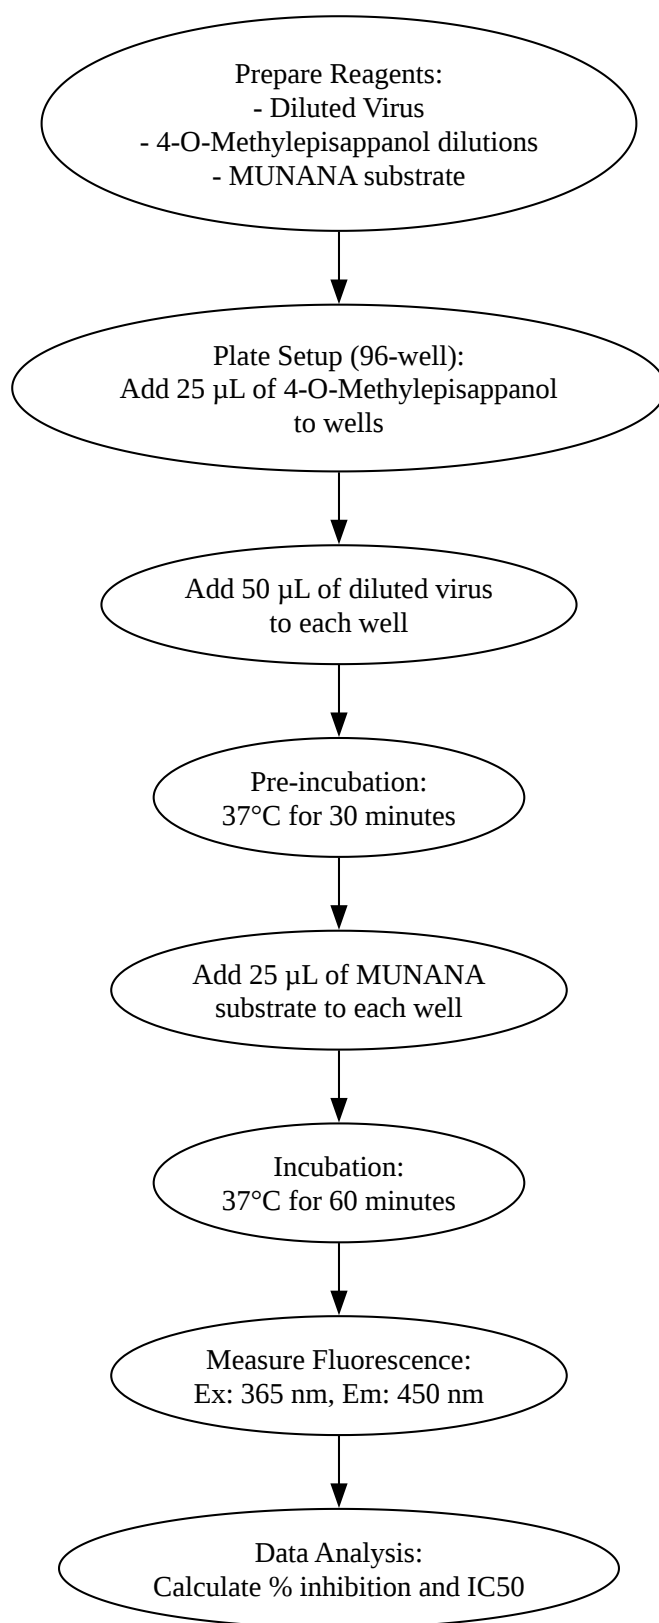 Prepare Reagents:
- Diluted Virus
- 4-O-Methylepisappanol dilutions
- MUNANA substrate
Plate Setup (96-well):
Add 25 µL of 4-O-Methylepisappanol
to wells
Add 50 µL of diluted virus
to each well
Pre-incubation:
37°C for 30 minutes
Add 25 µL of MUNANA
substrate to each well
Incubation:
37°C for 60 minutes
Measure Fluorescence:
Ex: 365 nm, Em: 450 nm
Data Analysis:
Calculate % inhibition and IC50